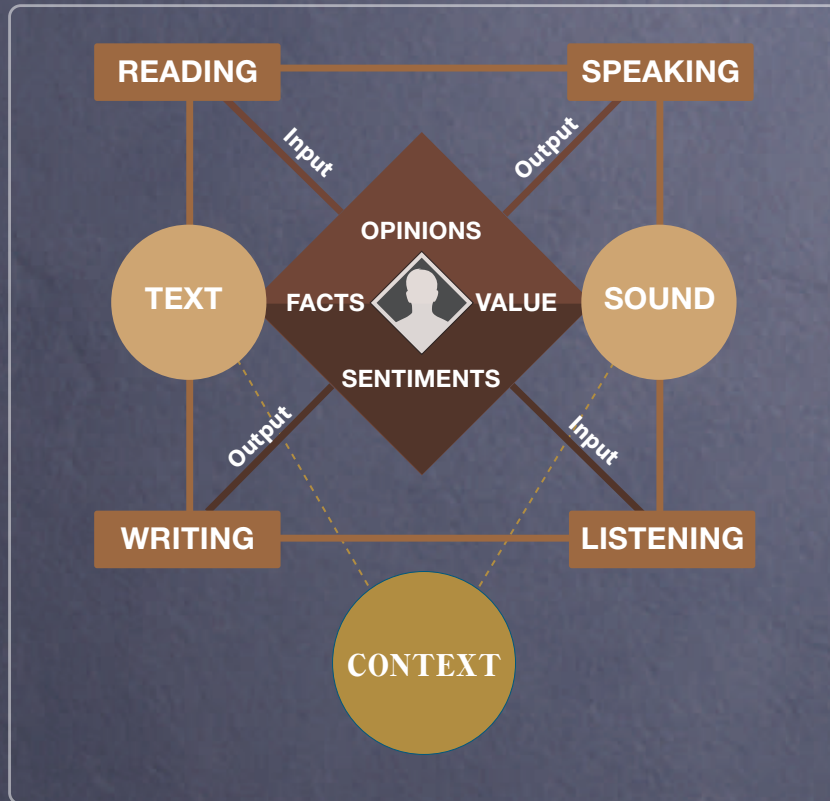 READING
SPEAKING
Input
Output
OPINIONS
TEXT
FACTS
VALUE
SOUND
SENTIMENTS
Output
Input
WRITING
LISTENING
CONTEXT